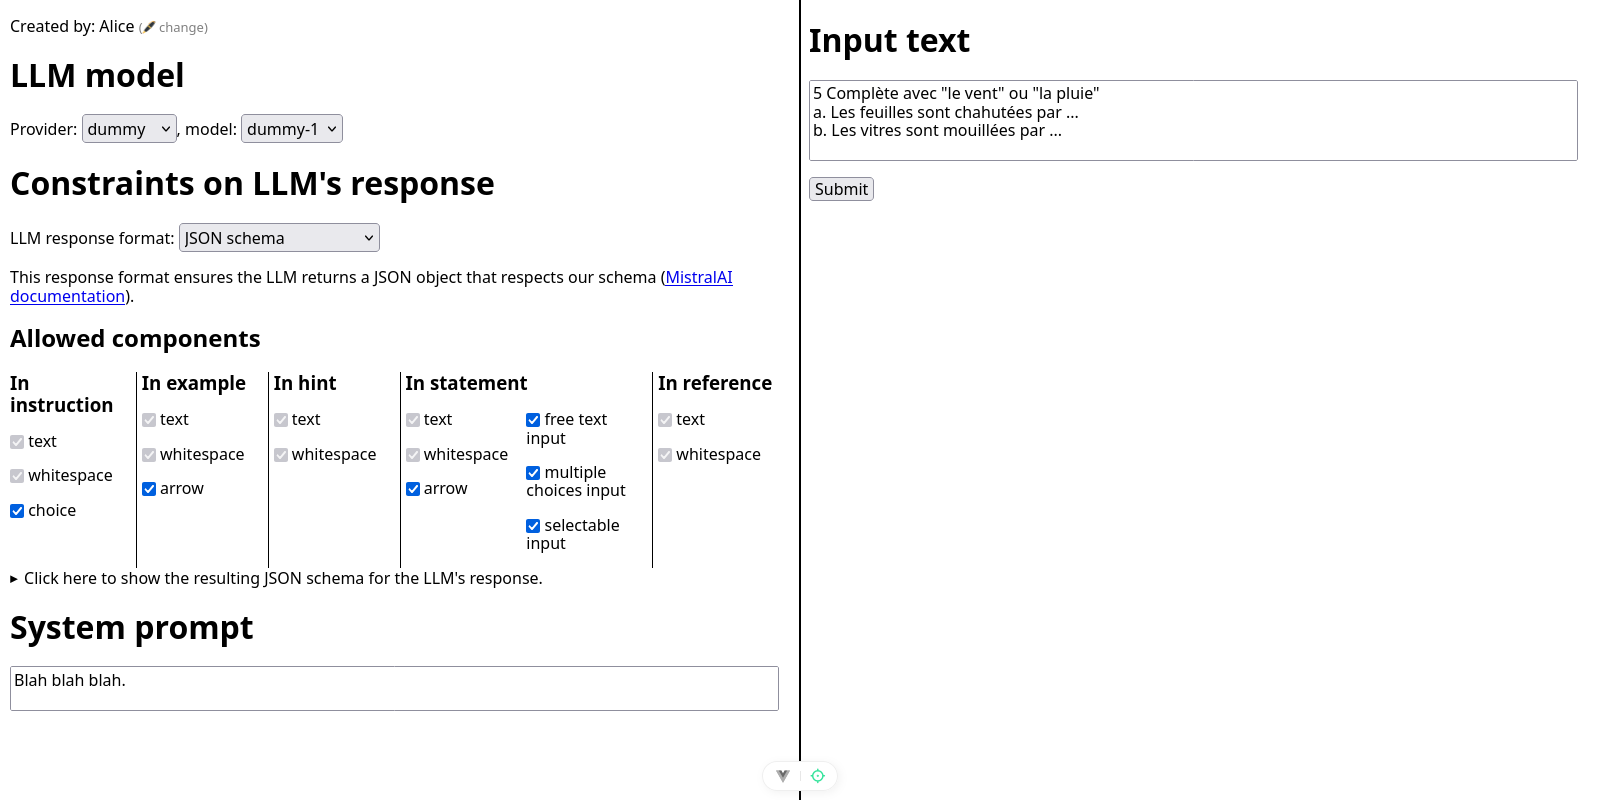 Created by: Alice (🖋 change)
LLM model
Provider: dummy, model: dummy-1
Constraints on LLM's response
LLM response format: JSON schema
This response format ensures the LLM returns a JSON object that respects our schema (MistralAI
documentation).
Allowed components
In
instruction
text
whitespace
choice
In example
text
whitespace
arrow
In hint
text
whitespace
In statement
text
whitespace
arrow
free text
input
multiple
choices input
selectable
input
In reference
text
whitespace
▸ Click here to show the resulting JSON schema for the LLM's response.
System prompt
Blah blah blah.
Input text
5 Complète avec "le vent" ou "la pluie"
a. Les feuilles sont chahutées par ...
b. Les vitres sont mouillées par ...
Submit